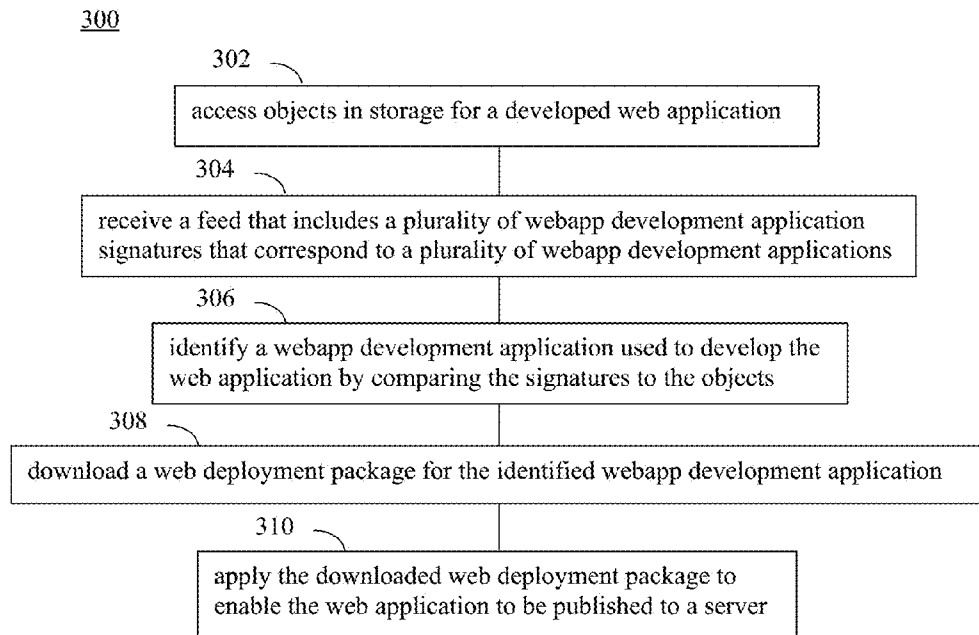 300
302
access objects in storage for a developed web application
304
receive a feed that includes a plurality of webapp development application
signatures that correspond to a plurality of webapp development applications
306
identify a webapp development application used to develop the
web application by comparing the signatures to the objects
308
download a web deployment package for the identified webapp development application
310
apply the downloaded web deployment package to
enable the web application to be published to a server